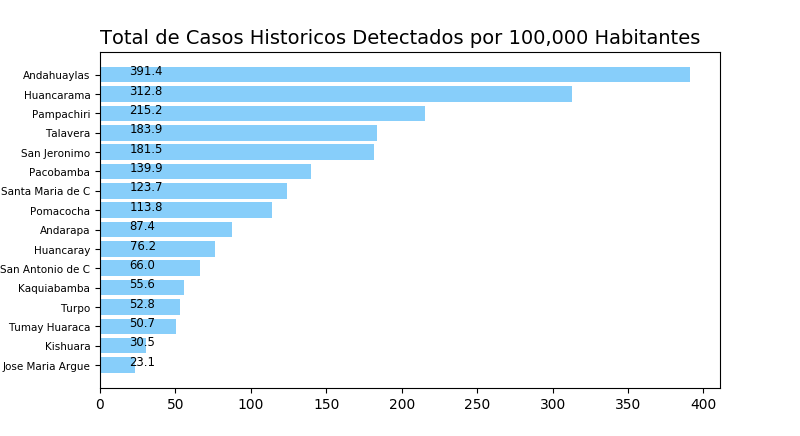 Total de Casos Historicos Detectados por 100,000 Habitantes
Andahuaylas 391.4
Huancarama 312.8
Pampachiri 215.2
Talavera 183.9
San Jeronimo 181.5
Pacobamba 139.9
Santa Maria de C 123.7
Pomacocha 113.8
Andarapa 87.4
Huancaray 76.2
San Antonio de C 66.0
Kaquiabamba 55.6
Turpo 52.8
Tumay Huaraca 50.7
Kishuara 30.5
Jose Maria Argue 23.1
0 50 100 150 200 250 300 350 400